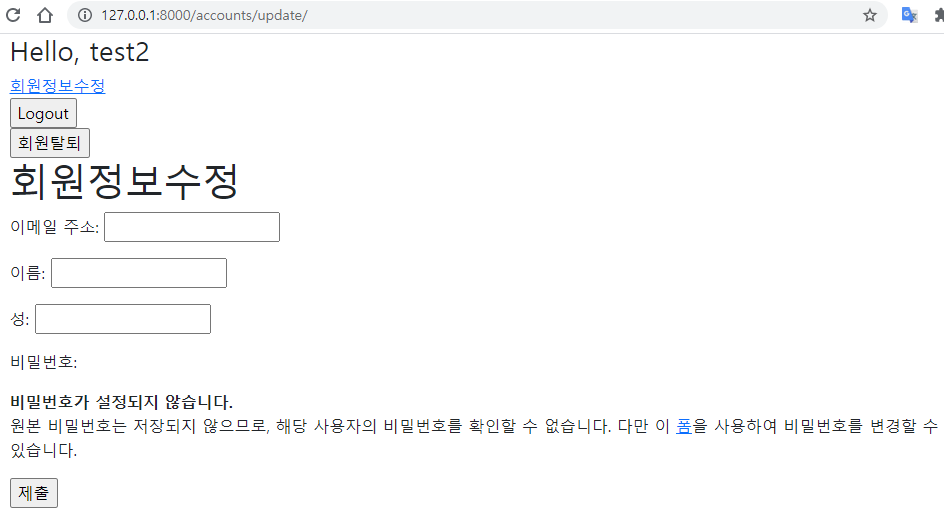 127.0.0.1:8000/accounts/update/
Hello, test2
회원정보수정
Logout
회원탈퇴
회원정보수정
이메일 주소:
이름:
성:
비밀번호:
비밀번호가 설정되지 않습니다.
원본 비밀번호는 저장되지 않으므로, 해당 사용자의 비밀번호를 확인할 수 없습니다. 다만 이 폼을 사용하여 비밀번호를 변경할 수
있습니다.
제출